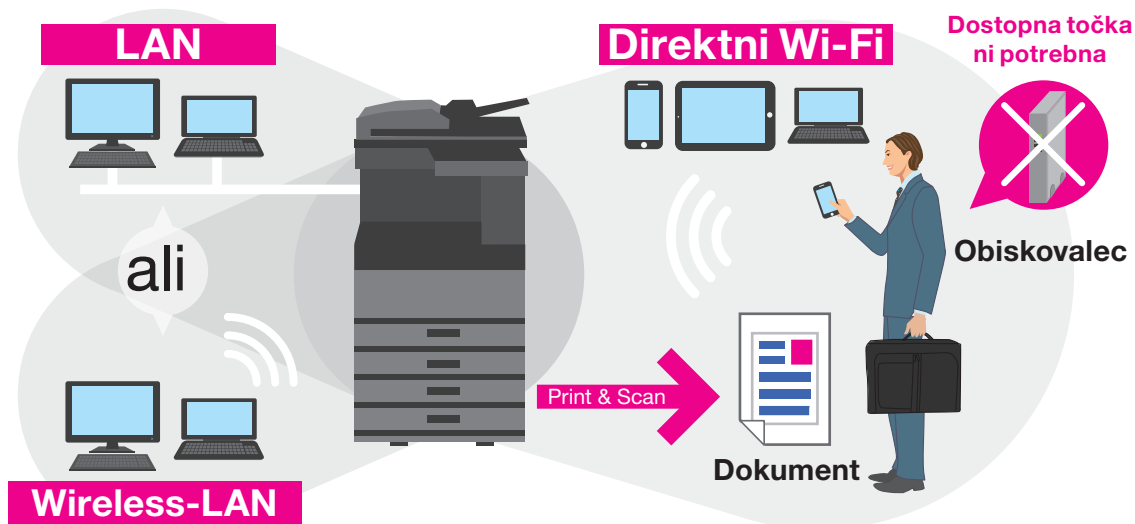 LAN
Direktni Wi-Fi
Dostopna točka
ni potrebna
Obiskovalec
ali
Print & Scan
Dokument
Wireless-LAN